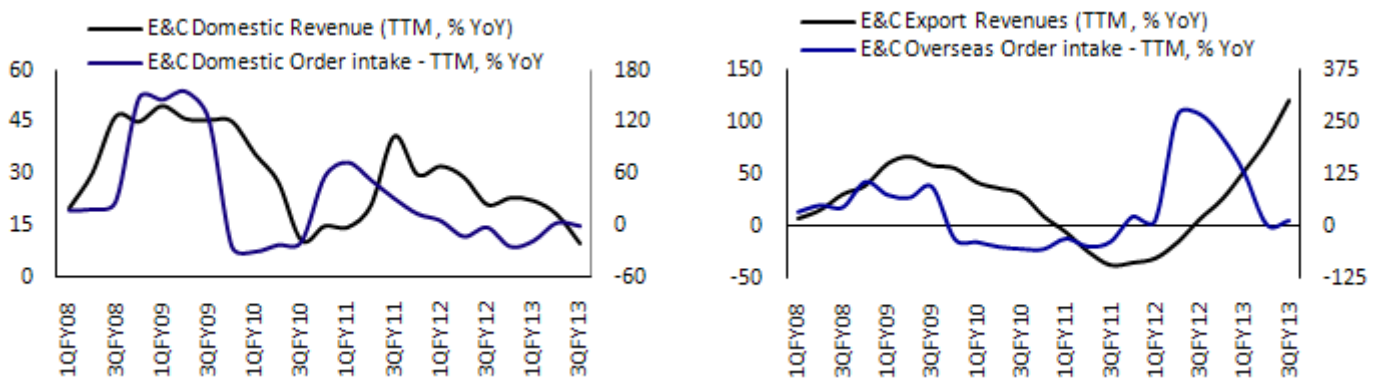 E&C Domestic Revenue (TTM , % YoY)
E&C Domestic Order intake - TTM, % YoY
60
45
30
15
0
180
120
60
0
-60
1QFY08
3QFY08
1QFY09
3QFY09
1QFY10
3QFY10
1QFY11
3QFY11
1QFY12
3QFY12
1QFY13
3QFY13
E&C Export Revenues (TTM, % YoY)
E&C Overseas Order intake - TTM, % YoY
150
100
50
0
-50
375
250
125
0
-125
1QFY08
3QFY08
1QFY09
3QFY09
1QFY10
3QFY10
1QFY11
3QFY11
1QFY12
3QFY12
1QFY13
3QFY13